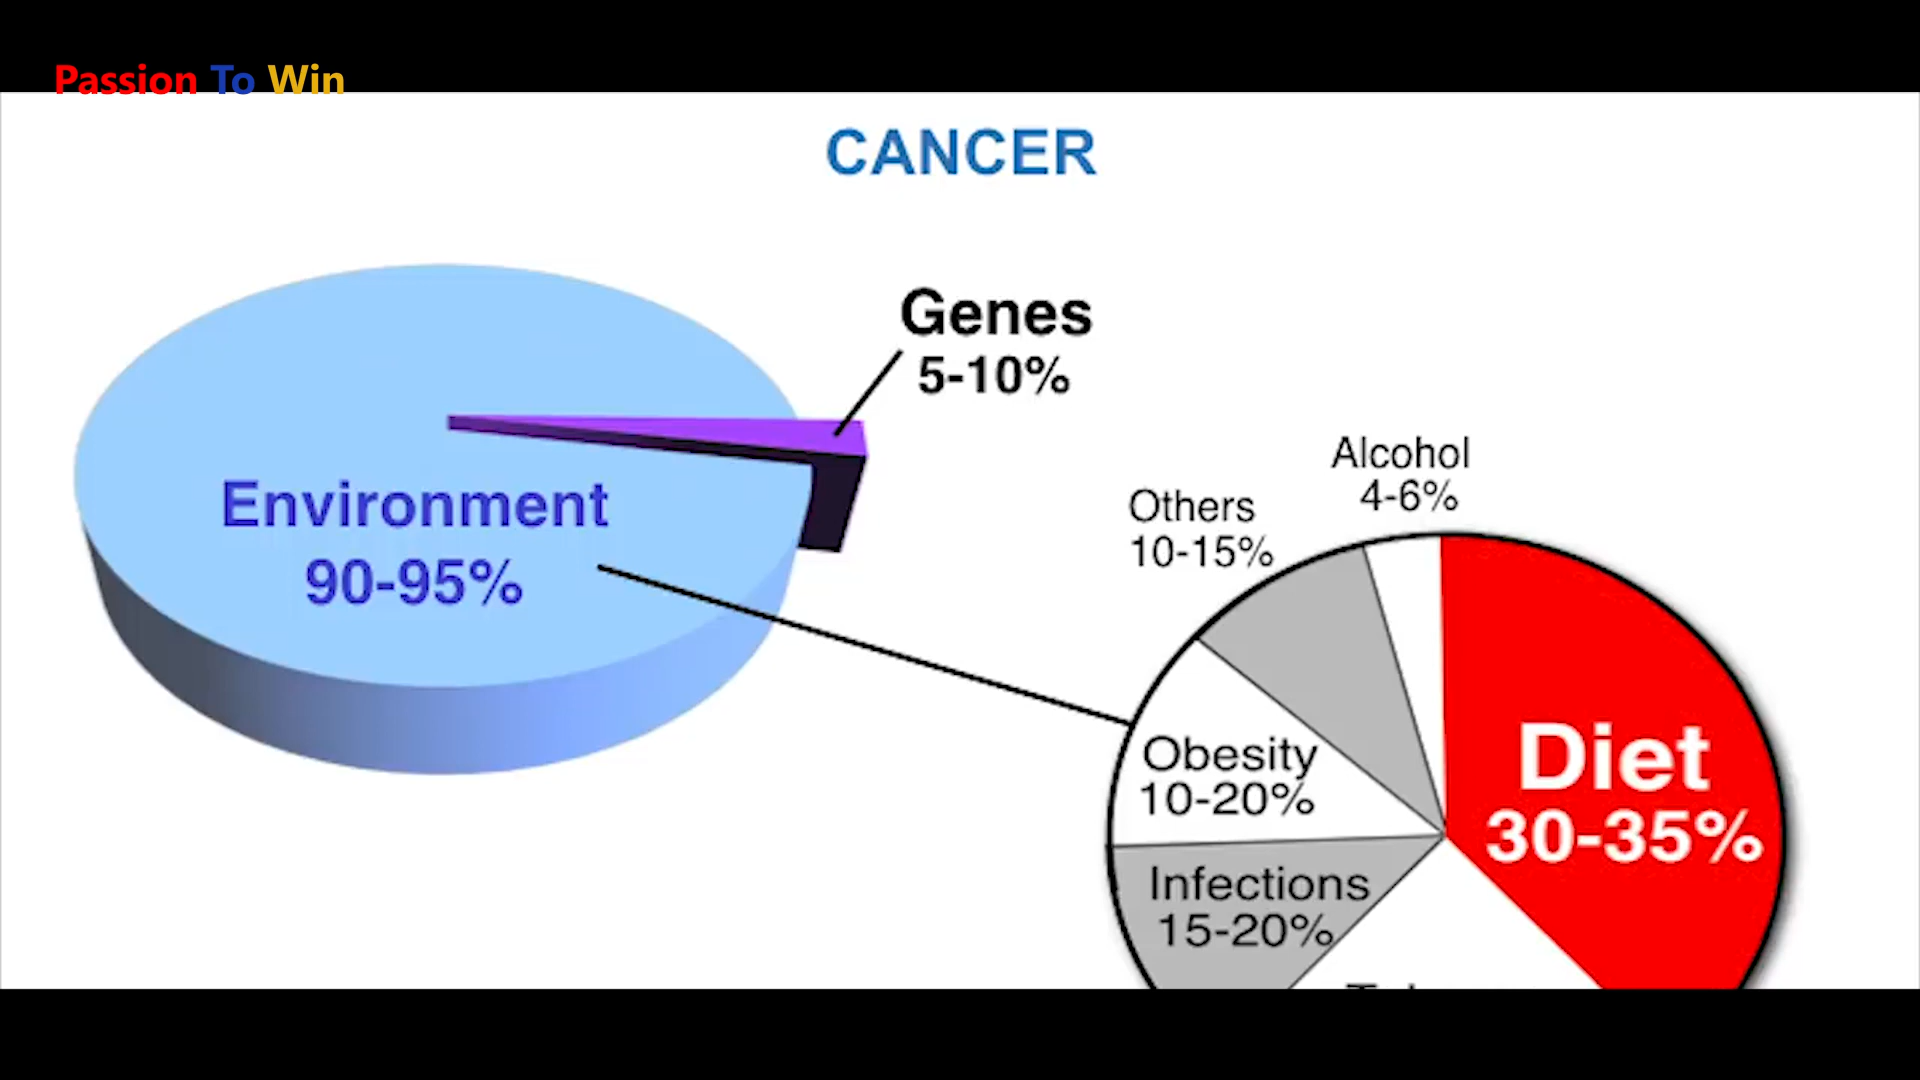 Passion To Win
CANCER
Genes
5-10%
Environment
90-95%
Alcohol
4-6%
Others
10-15%
Diet
30-35%
Obesity
10-20%
Infections
15-20%